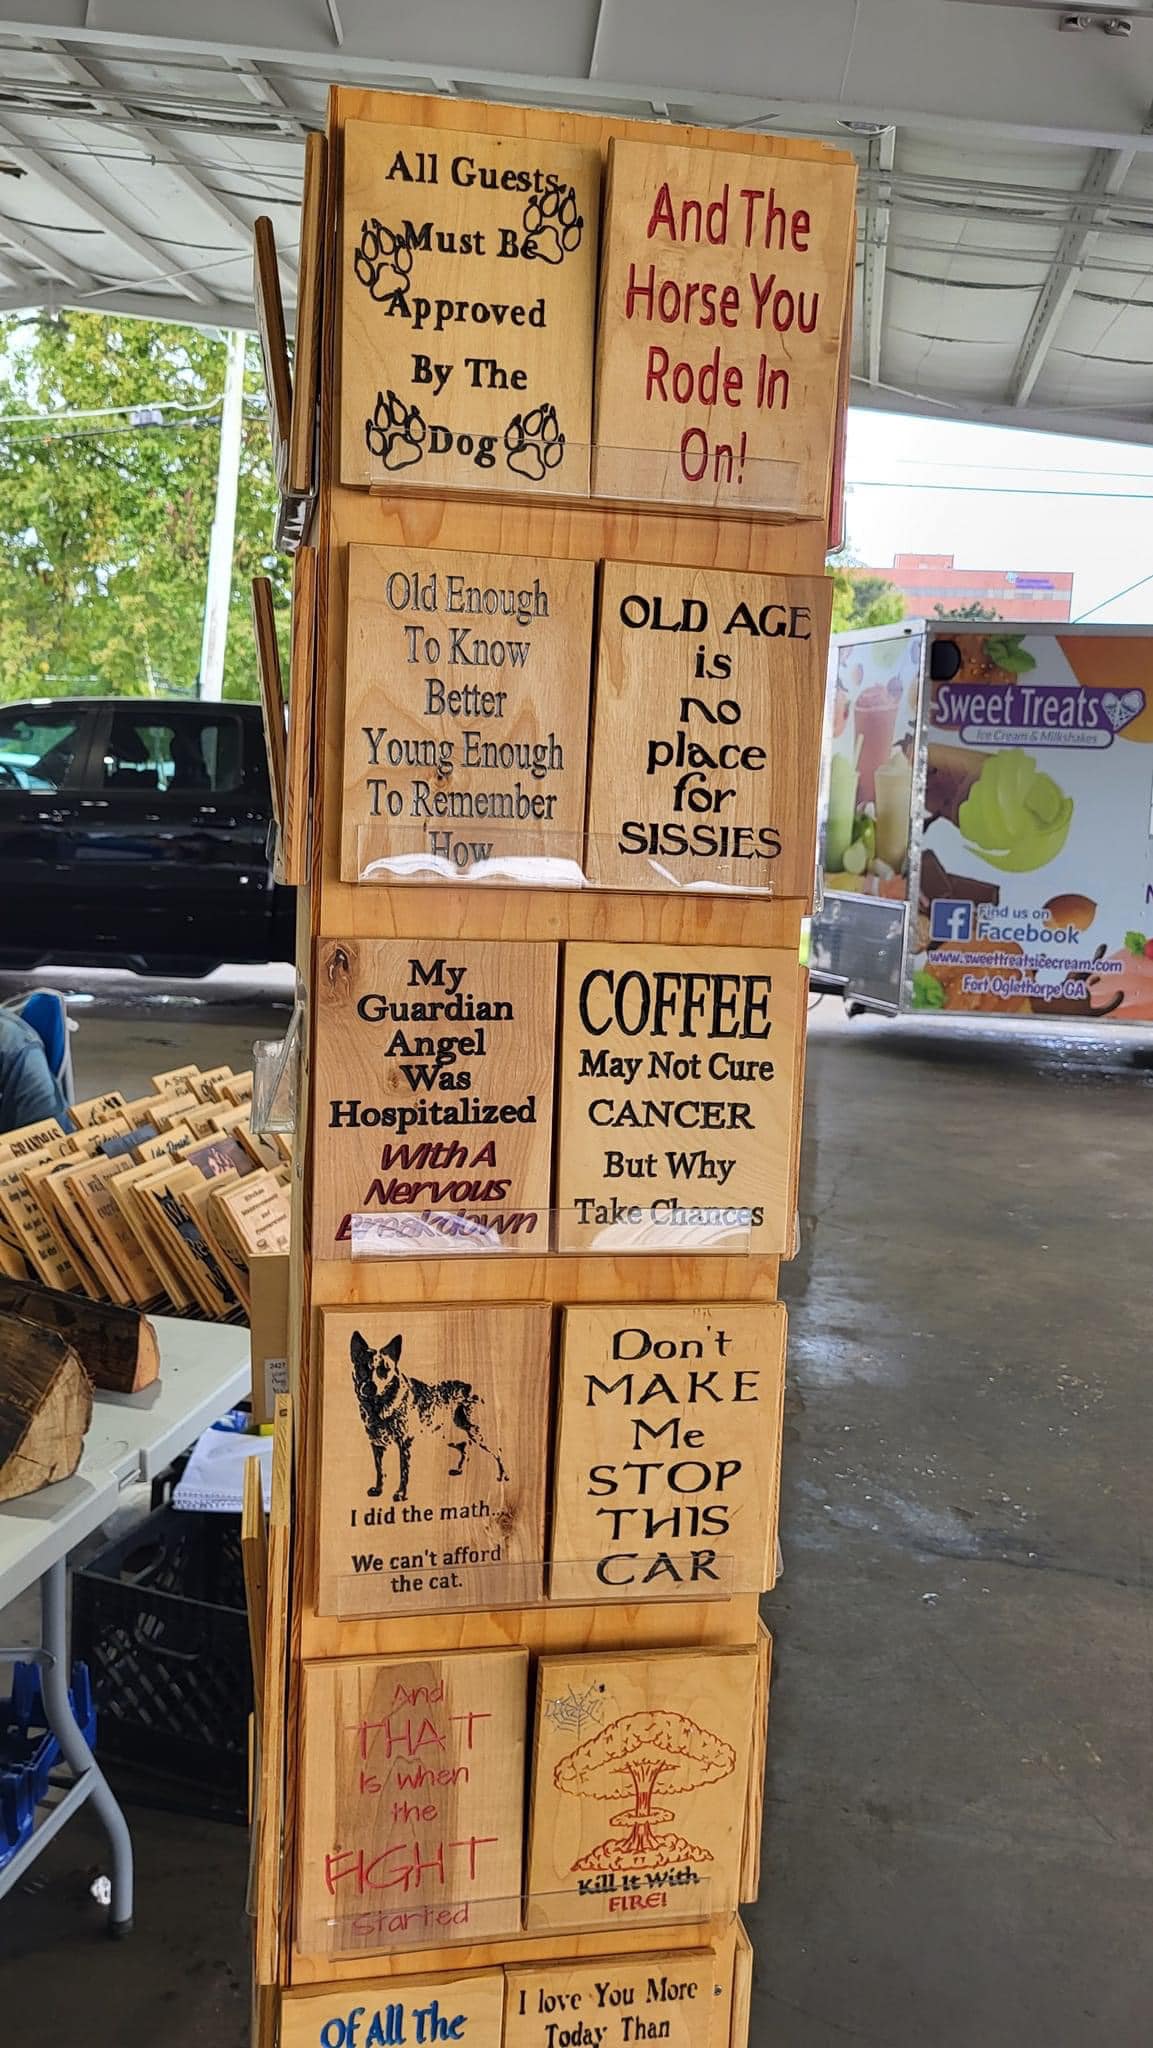 All Guests
Must Be
Approved
By The
Dog
And The
Horse You
Rode In
On!
Old Enough
To Know
Better
Young Enough
To Remember
How
OLD AGE
is
no
place
for
SISSIES
My
Guardian
Angel
Was
Hospitalized
With A
Nervous
Breakdown
COFFEE
May Not Cure
CANCER
But Why
Take Chances
I did the math...
We can't afford
the cat.
Don't
MAKE
Me
STOP
THIS
CAR
And
THAT
Is when
the
FIGHT
Started
Kill It With
FIRE!
Of All The
I love You More
Today Than
Sweet Treats
Ice Cream & Milkshakes
Find us on
Facebook
www.sweettreatsicecream.com
Fort Oglethorpe GA